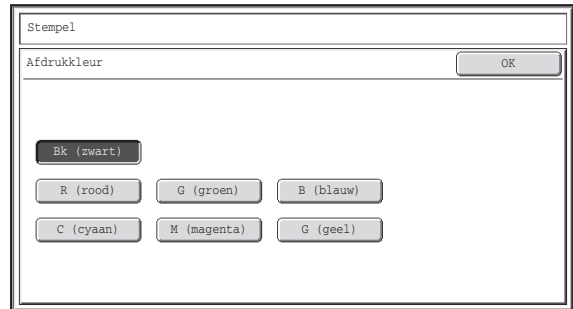 Stempel
Afdrukkleur OK
Bk (zwart)
R (rood) G (groen) B (blauw)
C (cyaan) M (magenta) G (geel)